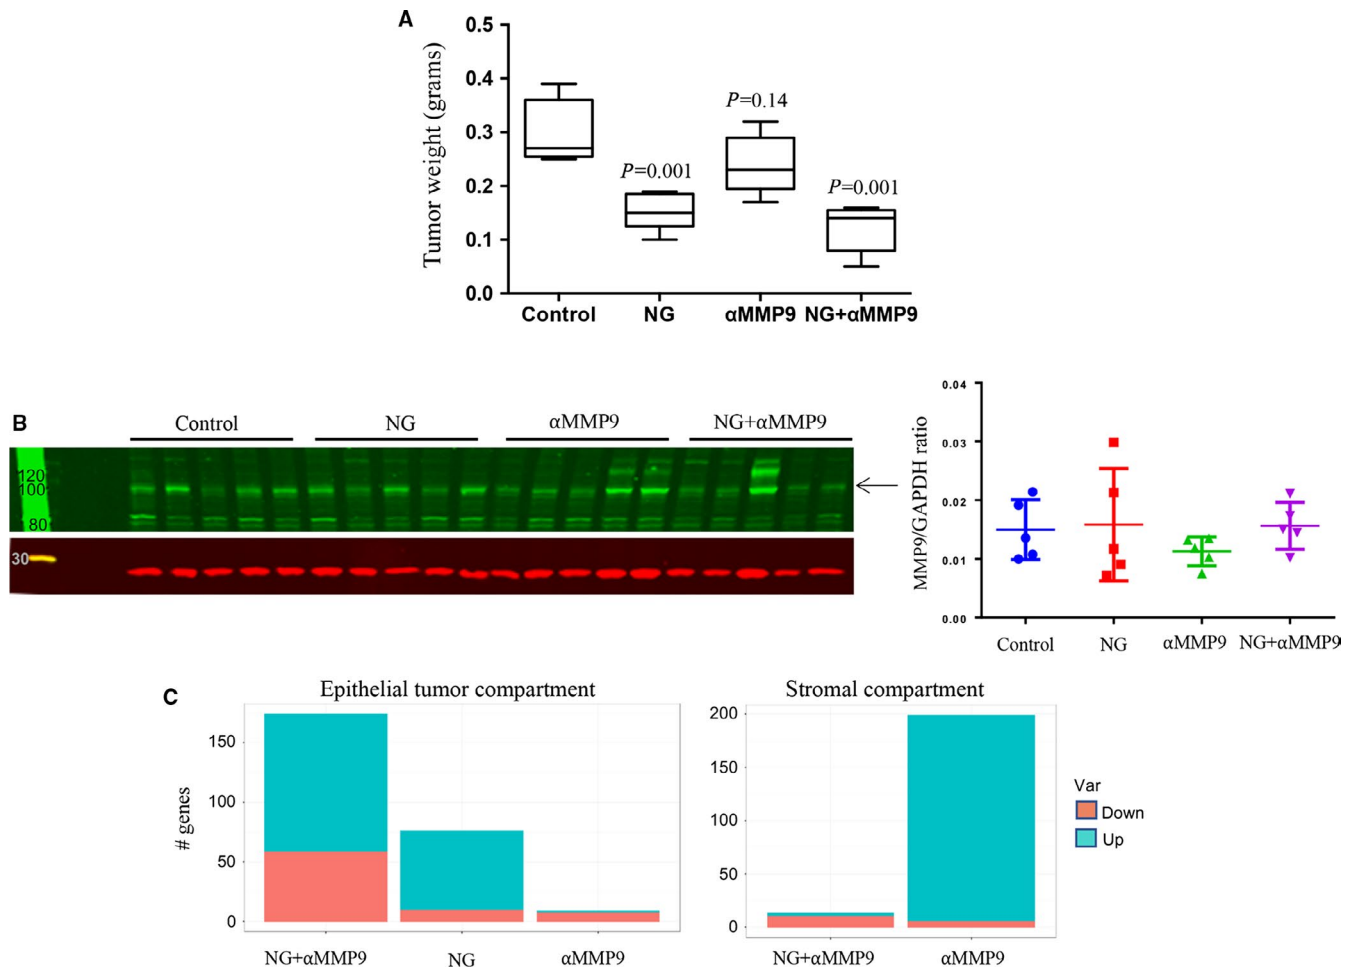 A
0.5
0.4
0.3
0.2
0.1
0.0
Tumor weight (grams)
P=0.001
P=0.14
P=0.001
Control NG αMMP9 NG+αMMP9
B
Control NG αMMP9 NG+αMMP9
120
100
80
30
MMP9/GAPDH ratio
0.04
0.03
0.02
0.01
0.00
Control NG αMMP9 NG+αMMP9
C
Epithelial tumor compartment
# genes
150
100
50
0
NG+αMMP9 NG αMMP9
Stromal compartment
200
150
100
50
0
NG+αMMP9 αMMP9
Var
Down
Up